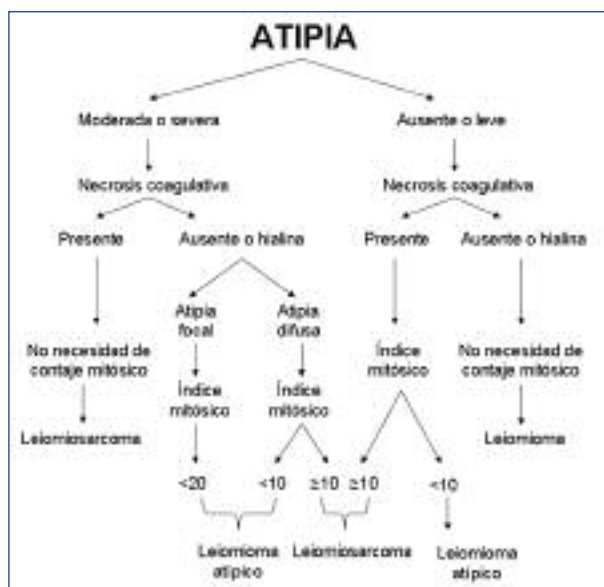 ATIPIA
Moderada o severa
Ausente o leve
Necrosis coagulativa
Necrosis coagulativa
Presente
Ausente o hialina
Presente
Ausente o hialina
Atipia
focal
Atipia
difusa
No necesidad de
contaje mitósico
Índice
mitósico
No necesidad de
contaje mitósico
Índice
mitósico
Índice
mitósico
Leiomiosarcoma
Leiomioma
<20
<10
≥10
≥10
<10
Leiomioma
atípico
Leiomiosarcoma
Leiomioma
atípico